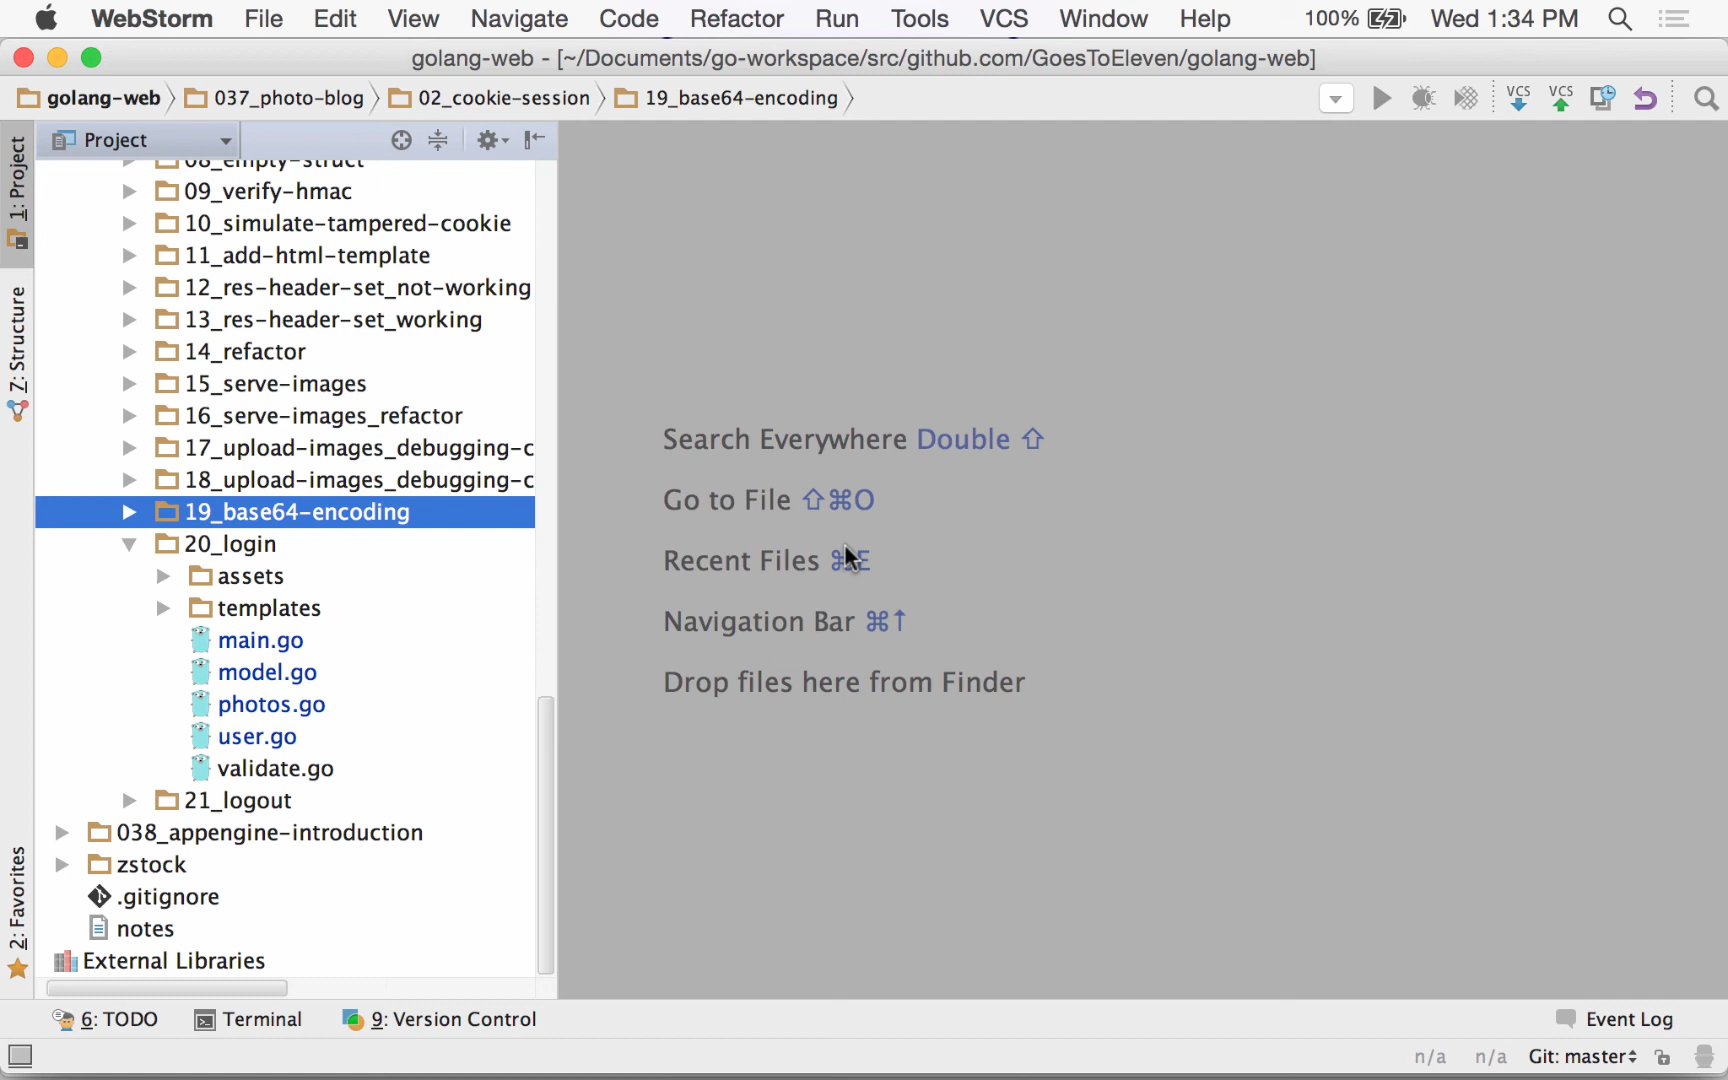 WebStorm File Edit View Navigate Code Refactor Run Tools VCS Window Help 100% Wed 1:34 PM
golang-web - [~/Documents/go-workspace/src/github.com/GoesToEleven/golang-web]
golang-web 037_photo-blog 02_cookie-session 19_base64-encoding VCS VCS
1: Project
Z: Structure
2: Favorites
Project
08_empty-struct
09_verify-hmac
10_simulate-tampered-cookie
11_add-html-template
12_res-header-set_not-working
13_res-header-set_working
14_refactor
15_serve-images
16_serve-images_refactor
17_upload-images_debugging-c
18_upload-images_debugging-c
19_base64-encoding
20_login
assets
templates
main.go
model.go
photos.go
user.go
validate.go
21_logout
038_appengine-introduction
zstock
.gitignore
notes
External Libraries
Search Everywhere Double ⇧
Go to File ⇧⌘O
Recent Files ⌘E
Navigation Bar ⌘↑
Drop files here from Finder
6: TODO Terminal 9: Version Control Event Log
n/a n/a Git: master